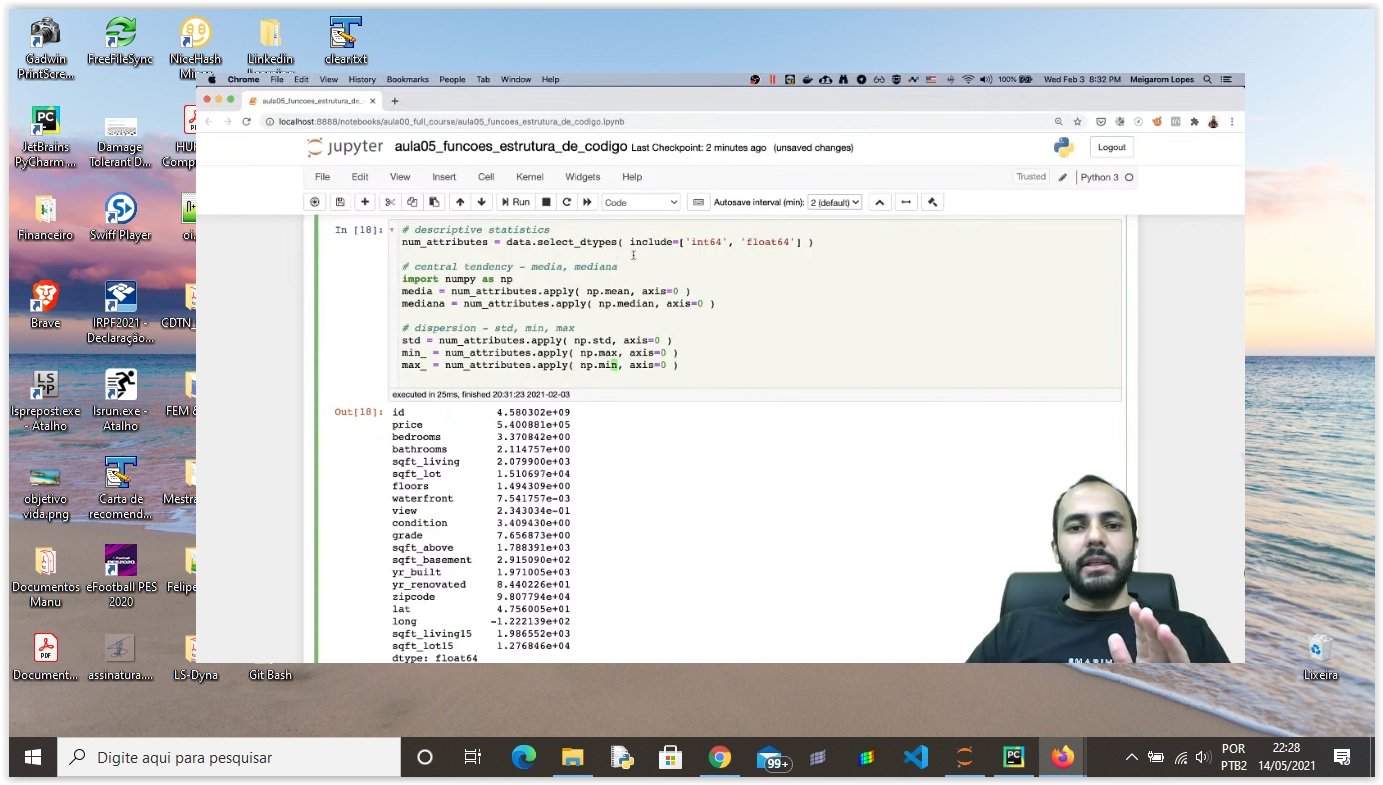 Gadwin
PrintScre...
FreeFileSync
NiceHash
Linkedin
cleantxt
JetBrains
PyCharm ...
Damage
Tolerant D...
Financeiro
Swiff Player
oi.
Brave
IRPF2021 -
Declaração...
CDTN_
lsprepost.exe
- Atalho
lsrun.exe -
Atalho
FEM &
objetivo
vida.png
Carta de
recomend...
Mestra
Documentos
Manu
eFootball PES
2020
Felipe
Document...
assinatura....
LS-Dyna
Git Bash
Lixeira
Chrome File Edit View History Bookmarks People Tab Window Help
100% Wed Feb 3 8:32 PM Meigarom Lopes
aula05_funcoes_estrutura_de_
localhost:8888/notebooks/aula00_full_course/aula05_funcoes_estrutura_de_codigo.ipynb
jupyter aula05_funcoes_estrutura_de_codigo Last Checkpoint: 2 minutes ago (unsaved changes)
Logout
File Edit View Insert Cell Kernel Widgets Help
Trusted Python 3
Run Code Autosave interval (min): 2 (default)
In [18]:
# descriptive statistics
num_attributes = data.select_dtypes( include=['int64', 'float64'] )
# central tendency - media, mediana
import numpy as np
media = num_attributes.apply( np.mean, axis=0 )
mediana = num_attributes.apply( np.median, axis=0 )
# dispersion - std, min, max
std = num_attributes.apply( np.std, axis=0 )
min_ = num_attributes.apply( np.max, axis=0 )
max_ = num_attributes.apply( np.min, axis=0 )
executed in 25ms, finished 20:31:23 2021-02-03
Out[18]:
id 4.580302e+09
price 5.400881e+05
bedrooms 3.370842e+00
bathrooms 2.114757e+00
sqft_living 2.079900e+03
sqft_lot 1.510697e+04
floors 1.494309e+00
waterfront 7.541757e-03
view 2.343034e-01
condition 3.409430e+00
grade 7.656873e+00
sqft_above 1.788391e+03
sqft_basement 2.915090e+02
yr_built 1.971005e+03
yr_renovated 8.440226e+01
zipcode 9.807794e+04
lat 4.756005e+01
long -1.222139e+02
sqft_living15 1.986552e+03
sqft_lot15 1.276846e+04
dtype: float64
Digite aqui para pesquisar
99+
POR
PTB2
22:28
14/05/2021